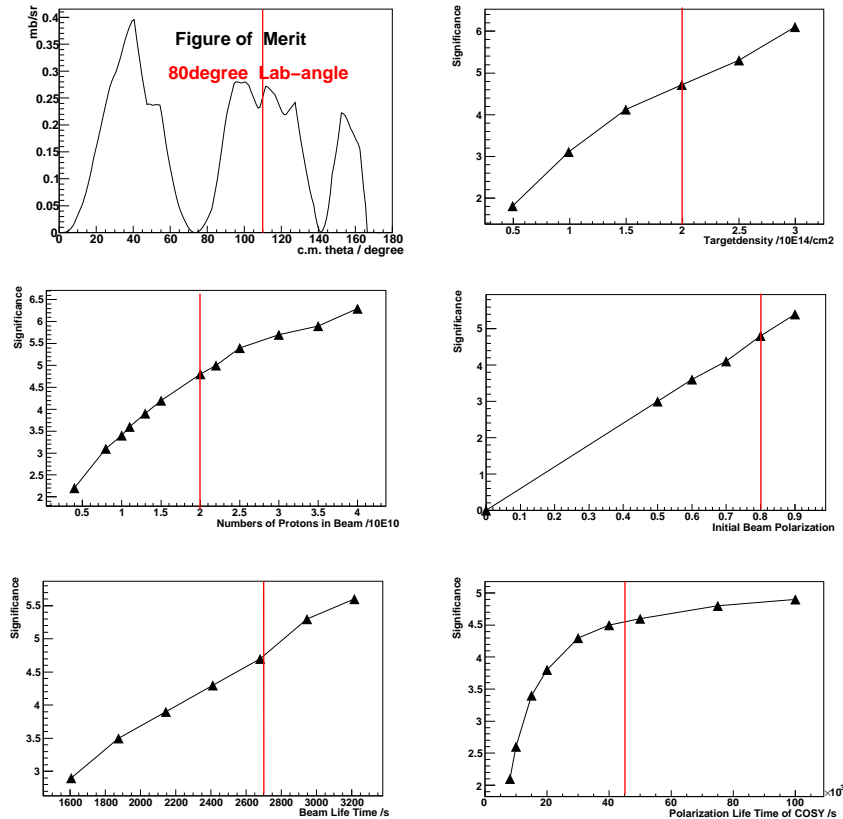 mb/sr
0.4
0.35
0.3
0.25
0.2
0.15
0.1
0.05
0
Figure of Merit
80degree Lab−angle
0 20 40 60 80 100 120 140 160 180
c.m. theta / degree
Significance
6
5
4
3
2
0.5 1 1.5 2 2.5 3
Targetdensity /10E14/cm2
Significance
6.5
6
5.5
5
4.5
4
3.5
3
2.5
2
0.5 1 1.5 2 2.5 3 3.5 4
Numbers of Protons in Beam /10E10
Significance
5
4
3
2
1
0
0 0.1 0.2 0.3 0.4 0.5 0.6 0.7 0.8 0.9
Initial Beam Polarization
Significance
5.5
5
4.5
4
3.5
3
1600 1800 2000 2200 2400 2600 2800 3000 3200
Beam Life Time /s
Significance
5
4.5
4
3.5
3
2.5
2
0 20 40 60 80 100
Polarization Life Time of COSY /s